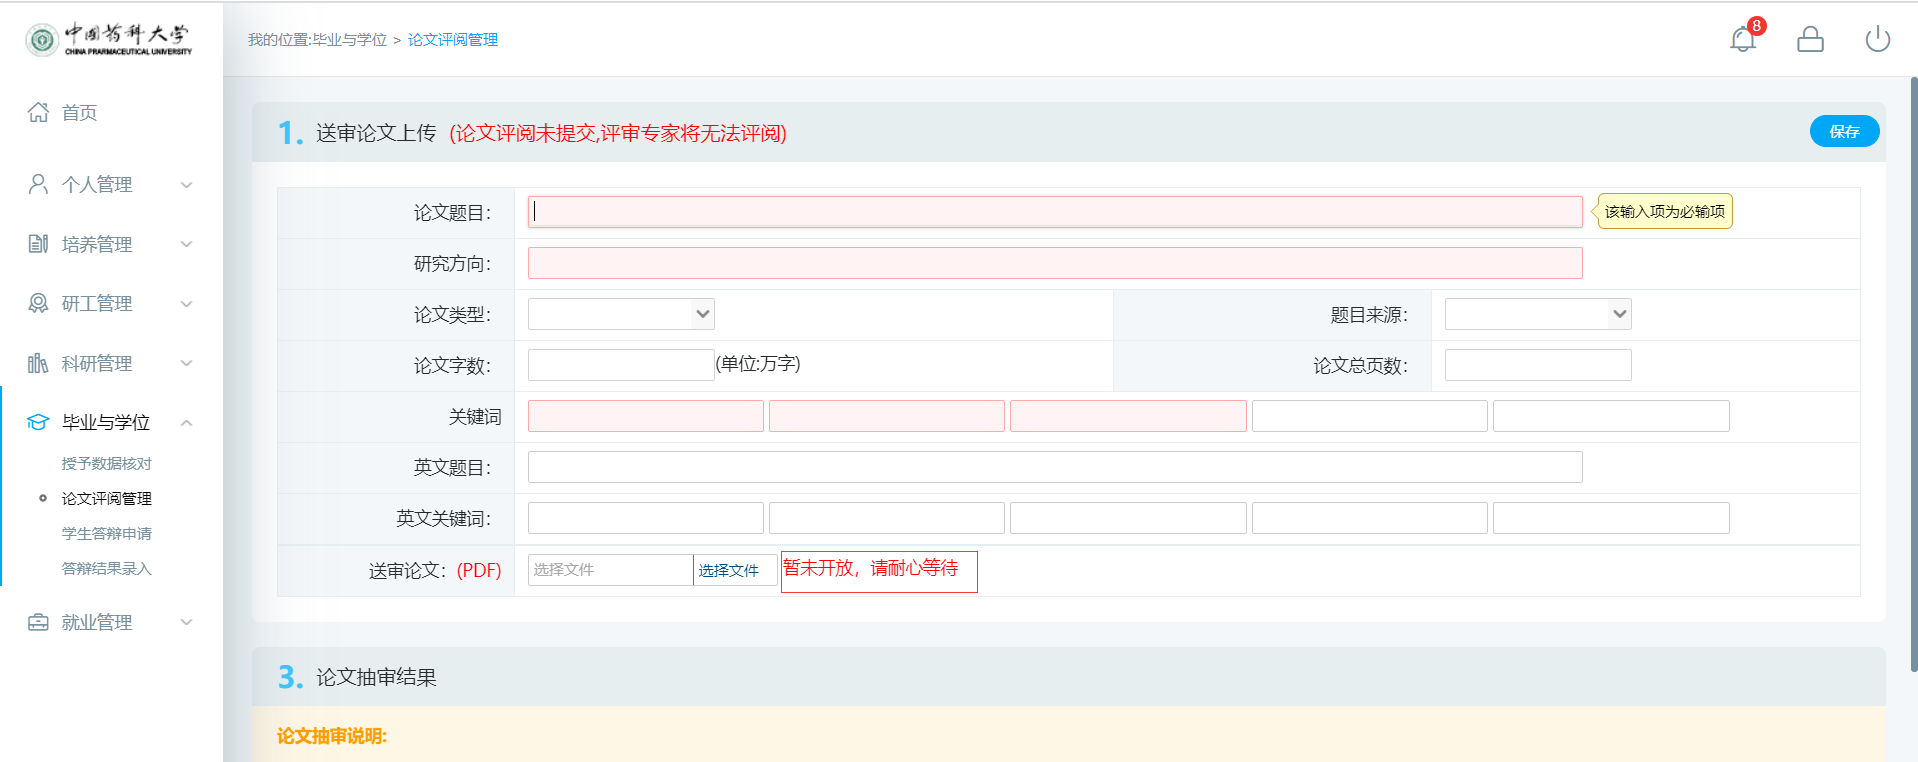 中国药科大学
CHINA PHARMACEUTICAL UNIVERSITY
我的位置:毕业与学位 > 论文评阅管理
8
首页
个人管理
培养管理
研工管理
科研管理
毕业与学位
授予数据核对
论文评阅管理
学生答辩申请
答辩结果录入
就业管理
1. 送审论文上传 (论文评阅未提交,评审专家将无法评阅)
保存
论文题目:
该输入项为必输项
研究方向:
论文类型:
题目来源:
论文字数:
(单位:万字)
论文总页数:
关键词
英文题目:
英文关键词:
送审论文: (PDF)
选择文件
选择文件
暂未开放，请耐心等待
3. 论文抽审结果
论文抽审说明: